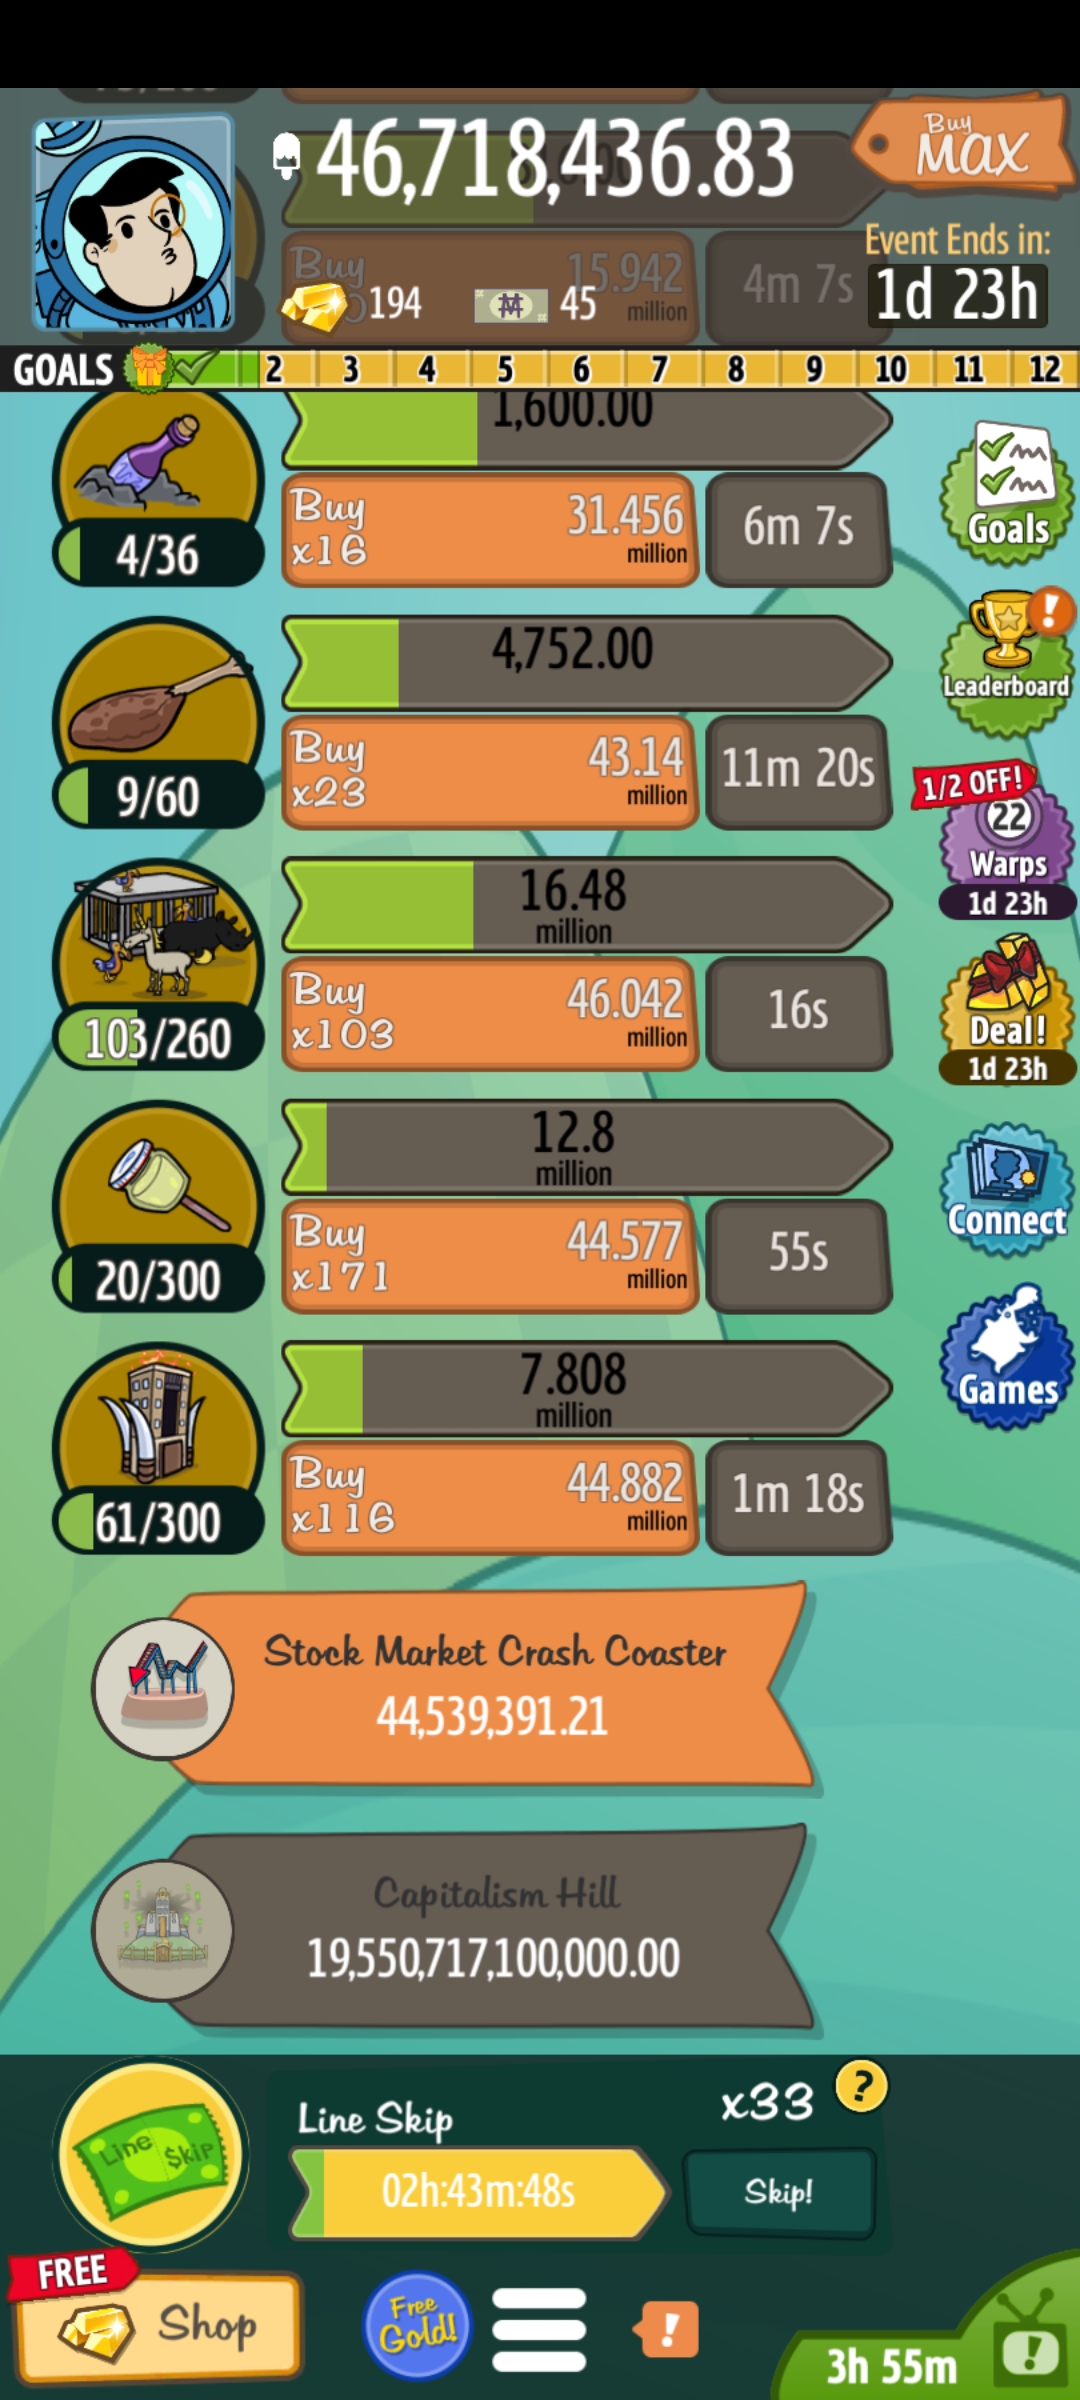 46,718,436.83
Buy
MAX
Event Ends in:
1d 23h
Buy
15.942
million
4m 7s
194
45
GOALS 2 3 4 5 6 7 8 9 10 11 12
1,600.00
Buy
x16
31.456
million
6m 7s
4/36
Goals
4,752.00
Buy
x23
43.14
million
11m 20s
9/60
Leaderboard
1/2 OFF!
22
Warps
1d 23h
16.48
million
Buy
x103
46.042
million
16s
103/260
Deal!
1d 23h
12.8
million
Buy
x171
44.577
million
55s
20/300
Connect
7.808
million
Buy
x116
44.882
million
1m 18s
61/300
Games
Stock Market Crash Coaster
44,539,391.21
Capitalism Hill
19,550,717,100,000.00
Line $kip
Line Skip
x33
?
02h:43m:48s
Skip!
FREE
Shop
Free
Gold!
!
3h 55m
!